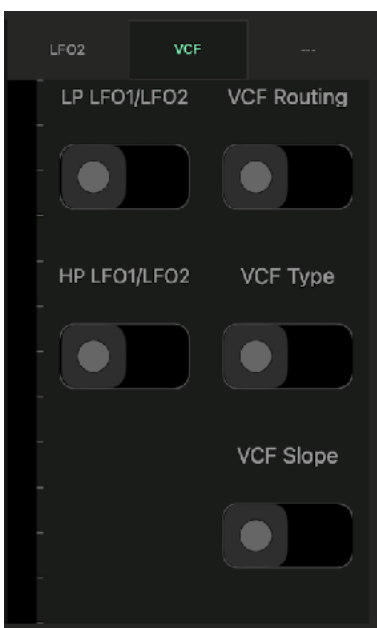 LFO2 VCF ---
LP LFO1/LFO2 VCF Routing
HP LFO1/LFO2 VCF Type
VCF Slope